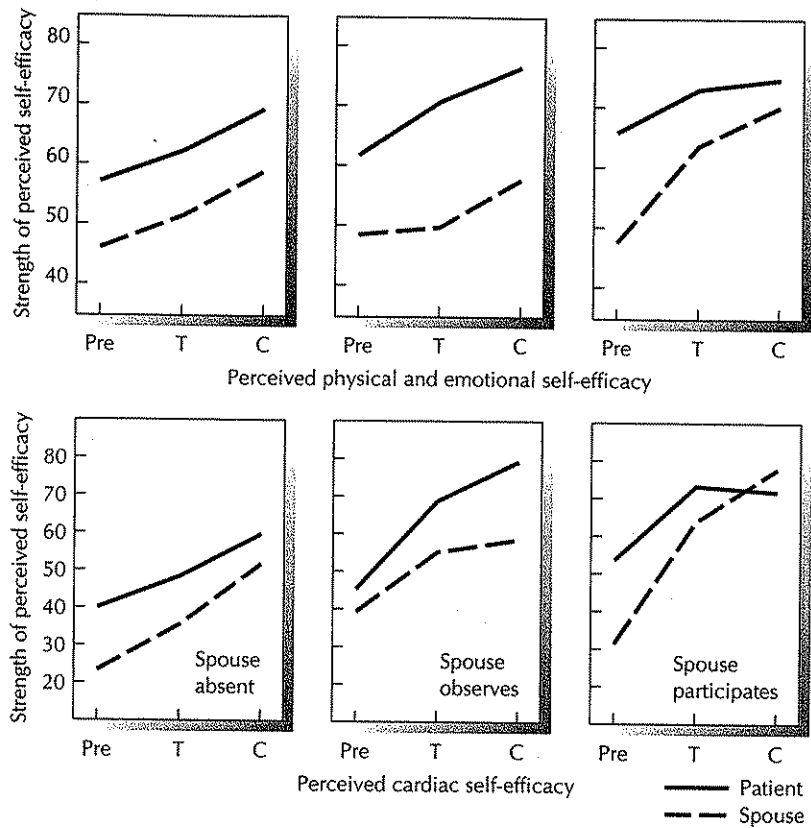 Strength of perceived self-efficacy
80
70
60
50
40
Pre T C
Pre T C
Pre T C
Perceived physical and emotional self-efficacy
Strength of perceived self-efficacy
80
70
60
50
40
30
20
Spouse
absent
Spouse
observes
Spouse
participates
Pre T C
Pre T C
Pre T C
Perceived cardiac self-efficacy
Patient
Spouse